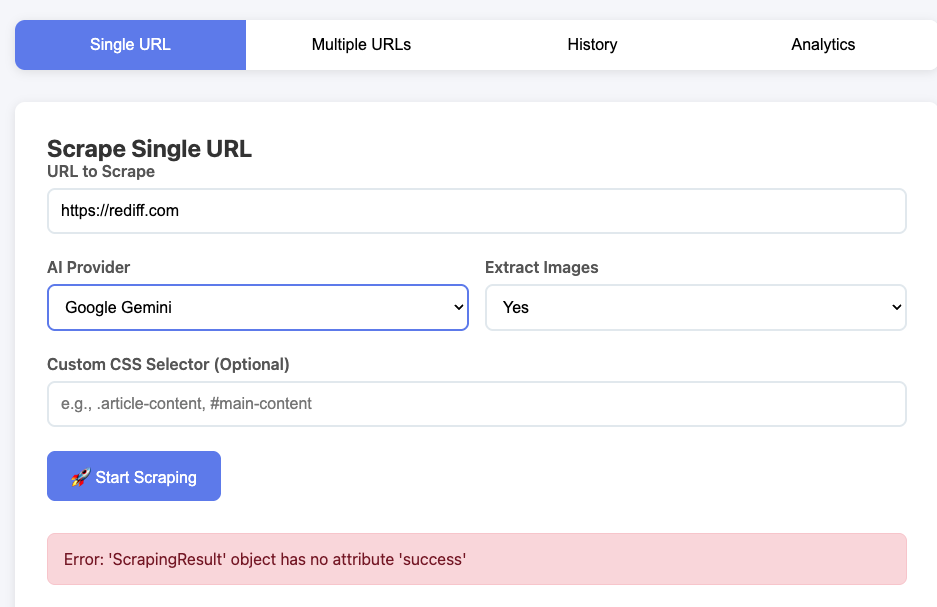 Single URL
Multiple URLs
History
Analytics
Scrape Single URL
URL to Scrape
https://rediff.com
AI Provider
Extract Images
Google Gemini
Yes
Custom CSS Selector (Optional)
e.g., .article-content, #main-content
🚀 Start Scraping
Error: 'ScrapingResult' object has no attribute 'success'